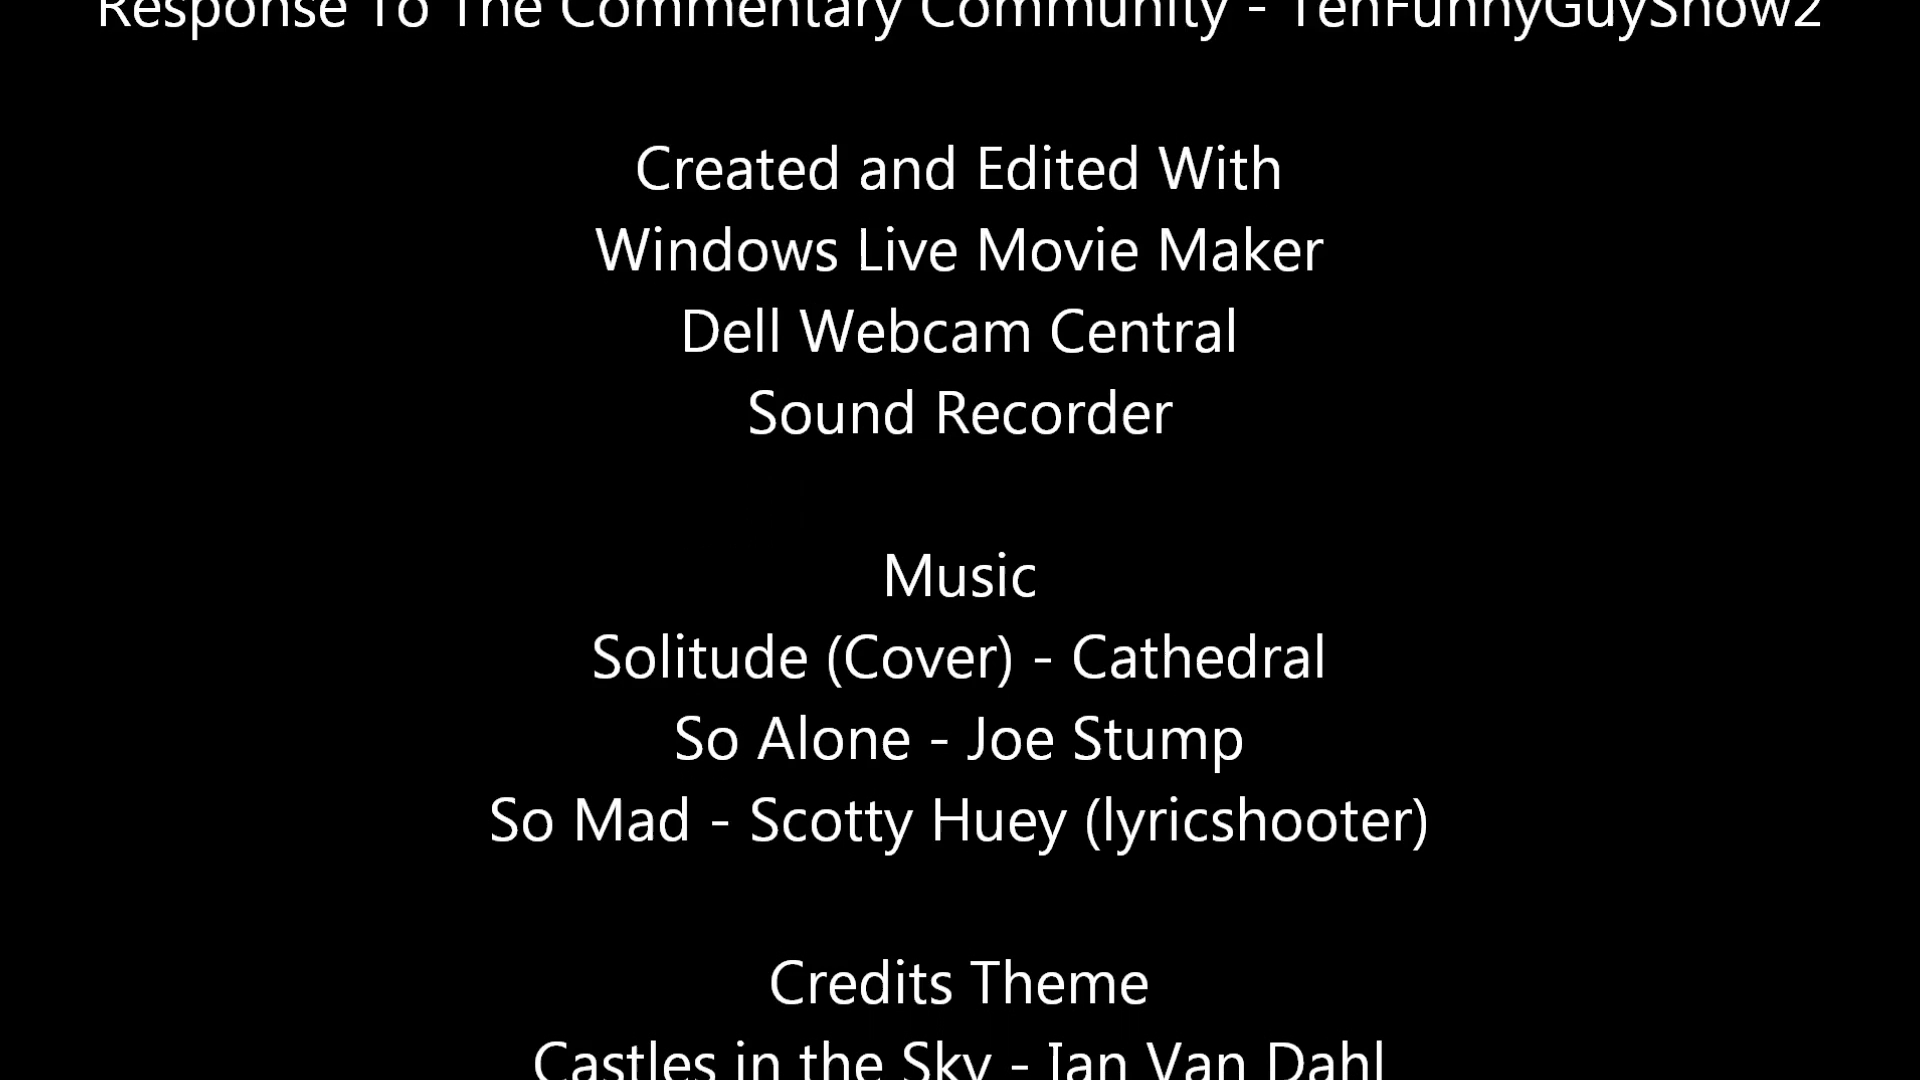 Response To The Commentary Community - TenFunnyGuyShow2
Created and Edited With
Windows Live Movie Maker
Dell Webcam Central
Sound Recorder
Music
Solitude (Cover) - Cathedral
So Alone - Joe Stump
So Mad - Scotty Huey (lyricshooter)
Credits Theme
Castles in the Sky - Ian Van Dahl